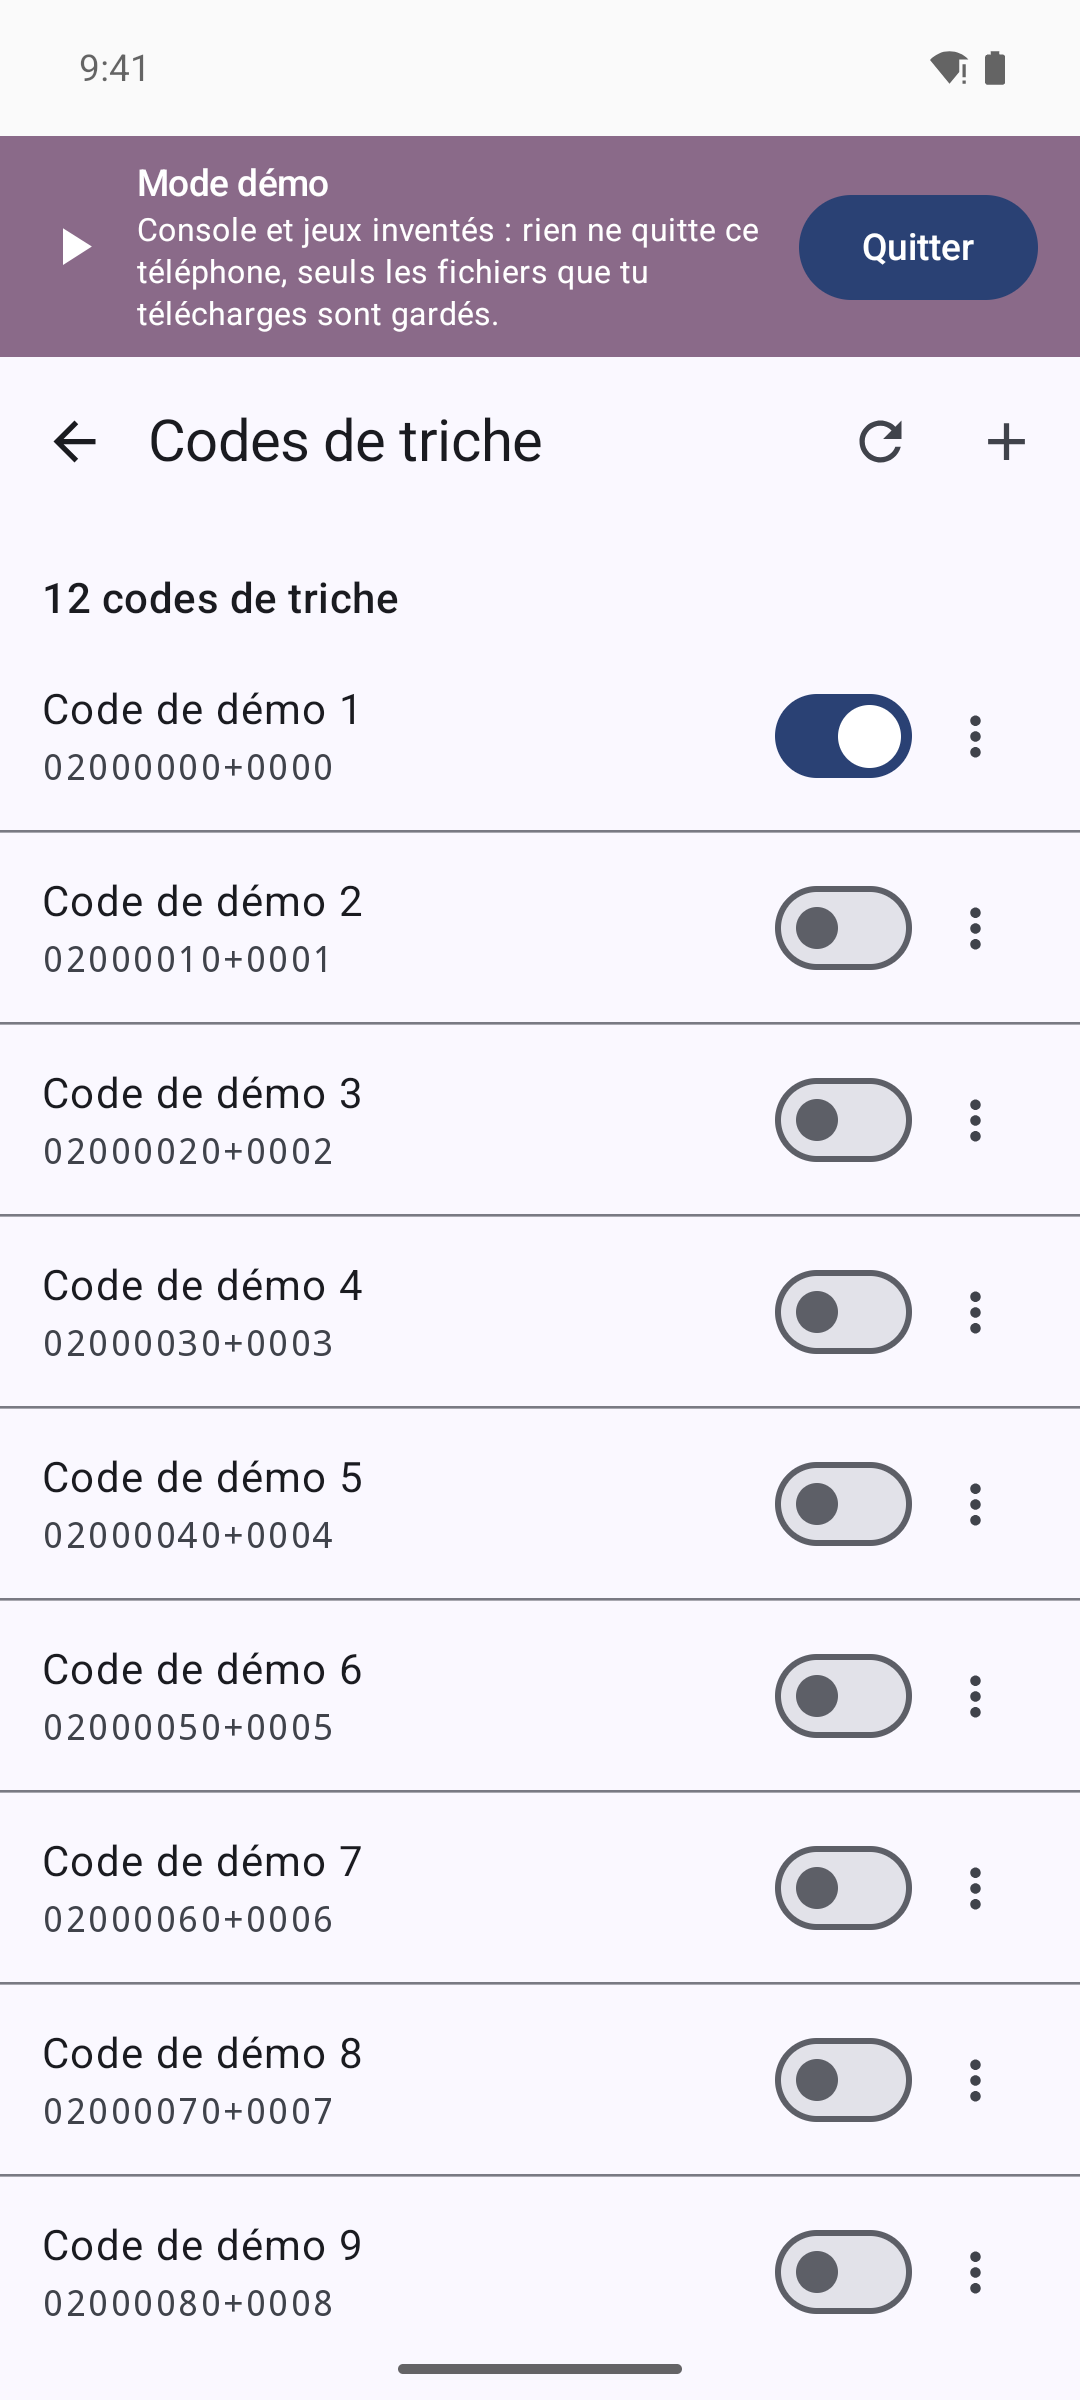 9:41
Mode démo
Console et jeux inventés : rien ne quitte ce
téléphone, seuls les fichiers que tu
télécharges sont gardés.
Quitter
Codes de triche
12 codes de triche
Code de démo 1
02000000+0000
Code de démo 2
02000010+0001
Code de démo 3
02000020+0002
Code de démo 4
02000030+0003
Code de démo 5
02000040+0004
Code de démo 6
02000050+0005
Code de démo 7
02000060+0006
Code de démo 8
02000070+0007
Code de démo 9
02000080+0008